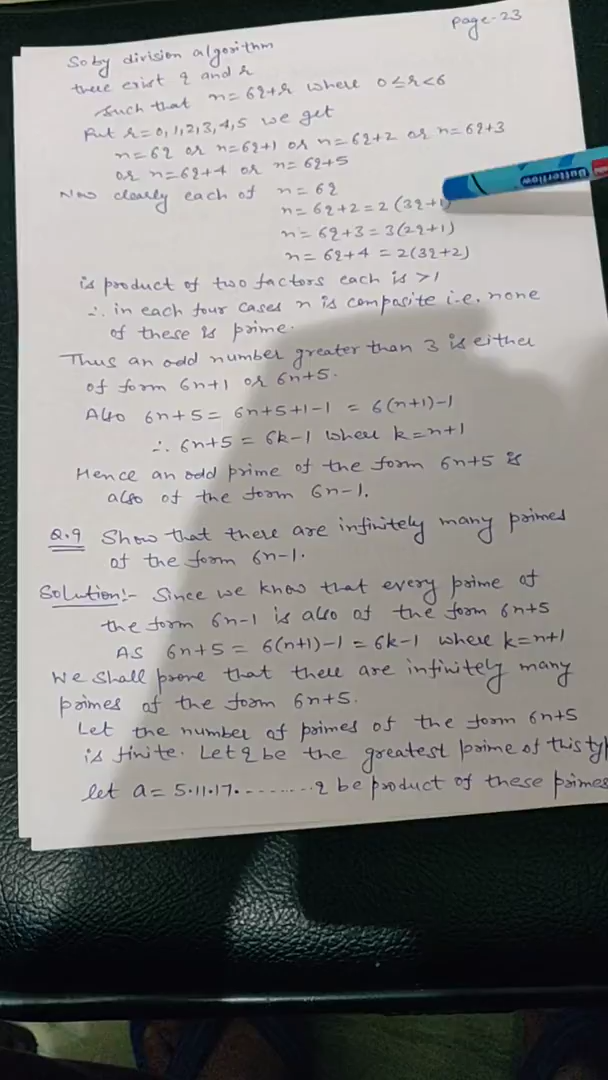 page-23
So by division algorithm
there exist q and r
such that n = 6q+r where 0 ≤ r < 6
Put r = 0, 1, 2, 3, 4, 5 we get
n = 6q or n = 6q+1 or n = 6q+2 or n = 6q+3
or n = 6q+4 or n = 6q+5
Now clearly each of n = 6q
n = 6q+2 = 2(3q+1)
n = 6q+3 = 3(2q+1)
n = 6q+4 = 2(3q+2)
is product of two factors each is >1
∴ in each four cases n is composite i.e. none
of these is prime.
Thus an odd number greater than 3 is either
of form 6n+1 or 6n+5.
Also 6n+5 = 6n+5+1-1 = 6(n+1)-1
∴ 6n+5 = 6k-1 where k=n+1
Hence an odd prime of the form 6n+5 is
also of the form 6n-1.
Q.9 Show that there are infinitely many primes
of the form 6n-1.
Solution:- Since we know that every prime of
the form 6n-1 is also of the form 6n+5
As 6n+5 = 6(n+1)-1 = 6k-1 where k=n+1
We shall prove that there are infinitely many
primes of the form 6n+5.
Let the number of primes of the form 6n+5
is finite. Let q be the greatest prime of this ty
let a = 5.11.17. ........ q be product of these primes
Butterflow